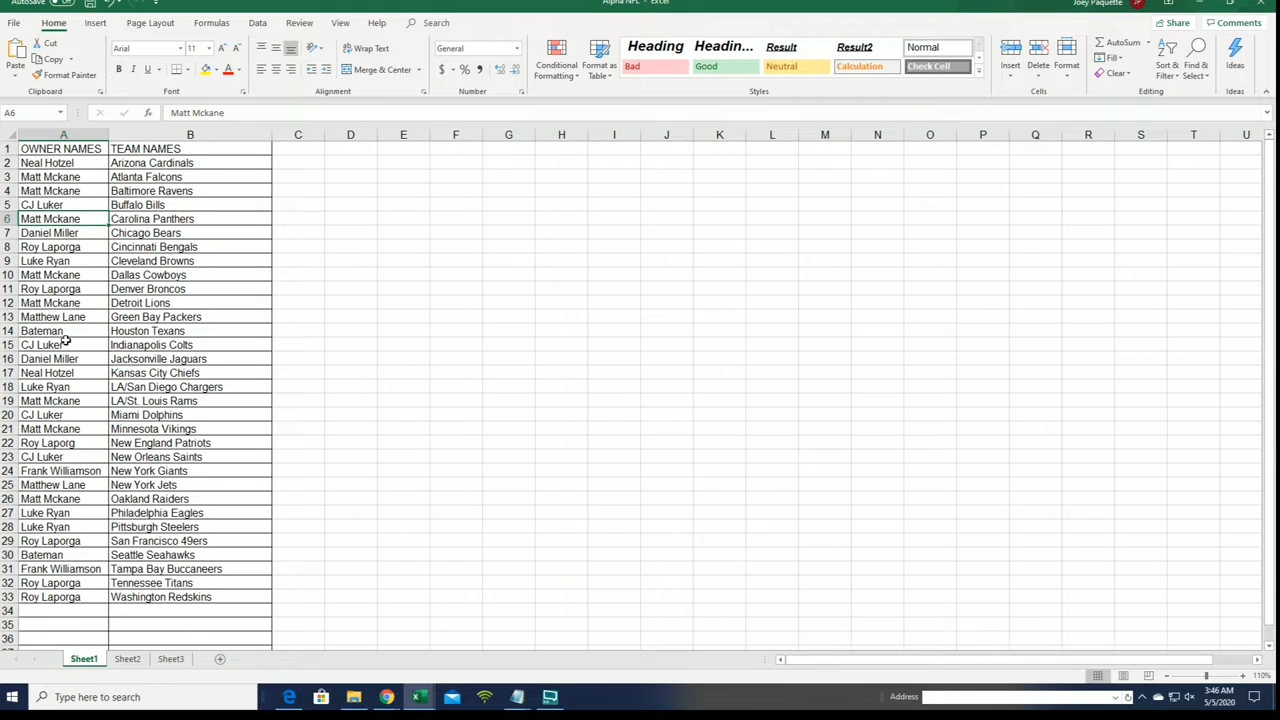 AutoSave Off Alpha NFL - Excel Joey Paquette JP
File Home Insert Page Layout Formulas Data Review View Help Search Share Comments
Paste Cut Copy Format Painter Clipboard
Arial 11 B I U A Font
Wrap Text Merge & Center Alignment
General $ % , Number
Conditional Formatting Format as Table
Heading Headin... Result Result2 Normal
Bad Good Neutral Calculation Check Cell
Styles
Insert Delete Format Cells
AutoSum Fill Clear Sort & Filter Find & Select Editing
Ideas Ideas
A6 fx Matt Mckane
A B C D E F G H I J K L M N O P Q R S T U
1 OWNER NAMES TEAM NAMES
2 Neal Hotzel Arizona Cardinals
3 Matt Mckane Atlanta Falcons
4 Matt Mckane Baltimore Ravens
5 CJ Luker Buffalo Bills
6 Matt Mckane Carolina Panthers
7 Daniel Miller Chicago Bears
8 Roy Laporga Cincinnati Bengals
9 Luke Ryan Cleveland Browns
10 Matt Mckane Dallas Cowboys
11 Roy Laporga Denver Broncos
12 Matt Mckane Detroit Lions
13 Matthew Lane Green Bay Packers
14 Bateman Houston Texans
15 CJ Luker Indianapolis Colts
16 Daniel Miller Jacksonville Jaguars
17 Neal Hotzel Kansas City Chiefs
18 Luke Ryan LA/San Diego Chargers
19 Matt Mckane LA/St. Louis Rams
20 CJ Luker Miami Dolphins
21 Matt Mckane Minnesota Vikings
22 Roy Laporg New England Patriots
23 CJ Luker New Orleans Saints
24 Frank Williamson New York Giants
25 Matthew Lane New York Jets
26 Matt Mckane Oakland Raiders
27 Luke Ryan Philadelphia Eagles
28 Luke Ryan Pittsburgh Steelers
29 Roy Laporga San Francisco 49ers
30 Bateman Seattle Seahawks
31 Frank Williamson Tampa Bay Buccaneers
32 Roy Laporga Tennessee Titans
33 Roy Laporga Washington Redskins
34
35
36
Sheet1 Sheet2 Sheet3
110%
Type here to search Address 3:46 AM
5/5/2020